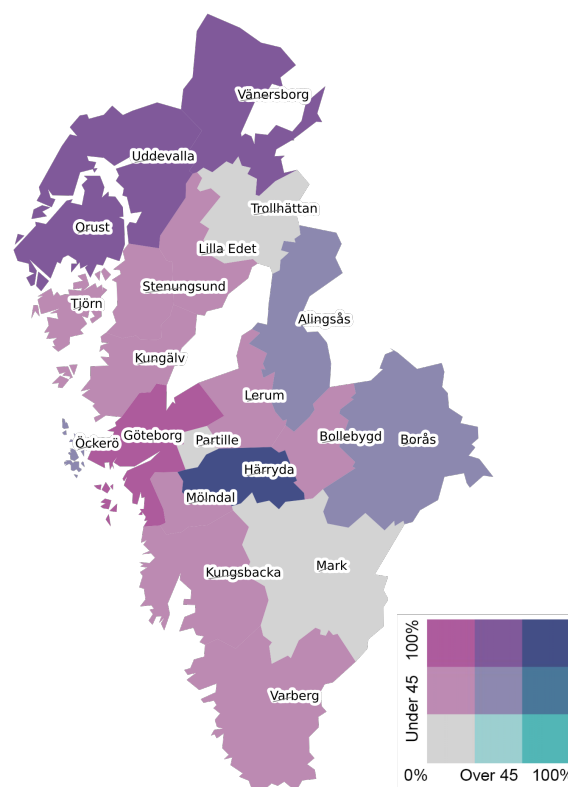 Vänersborg
Uddevalla
Trollhättan
Orust
Lilla Edet
Stenungsund
Tjörn
Alingsås
Kungälv
Lerum
Göteborg
Partille
Bollebygd
Borås
Öckerö
Härryda
Mölndal
Mark
Kungsbacka
Varberg
100%
Under 45
0%
Over 45
100%